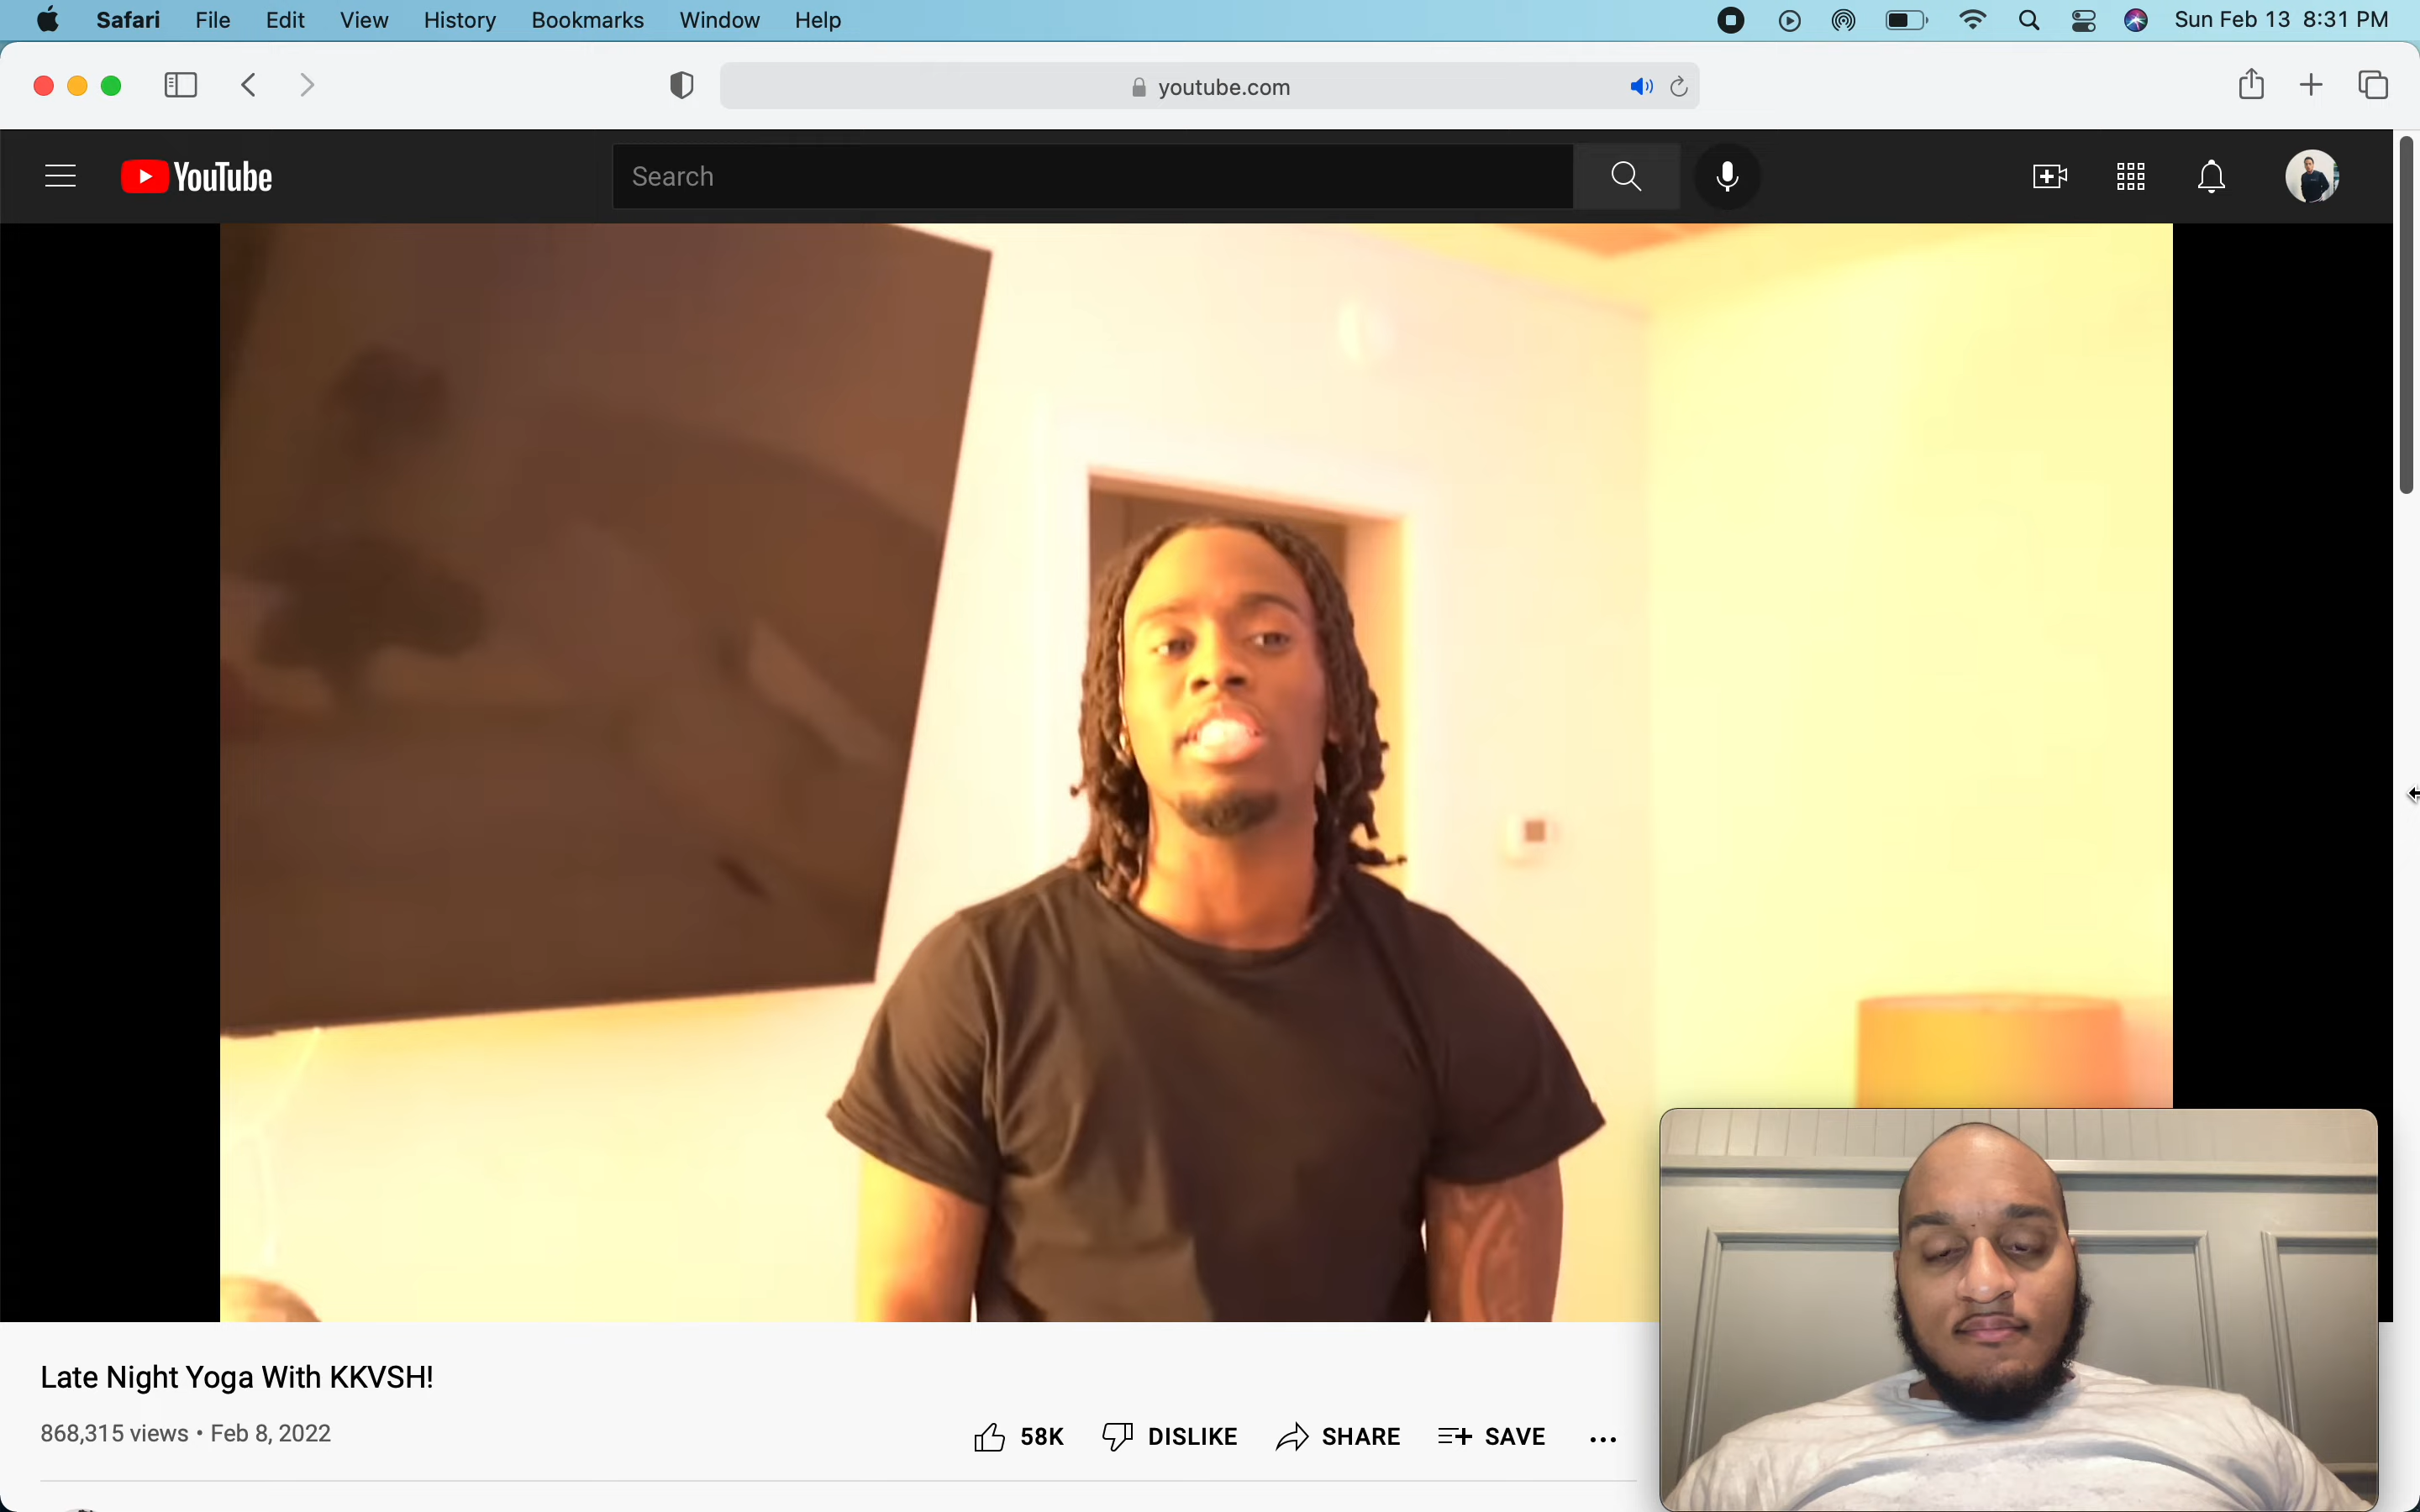 Safari File Edit View History Bookmarks Window Help Sun Feb 13 8:31 PM
youtube.com
YouTube Search
Late Night Yoga With KKVSH!
868,315 views • Feb 8, 2022 58K DISLIKE SHARE SAVE